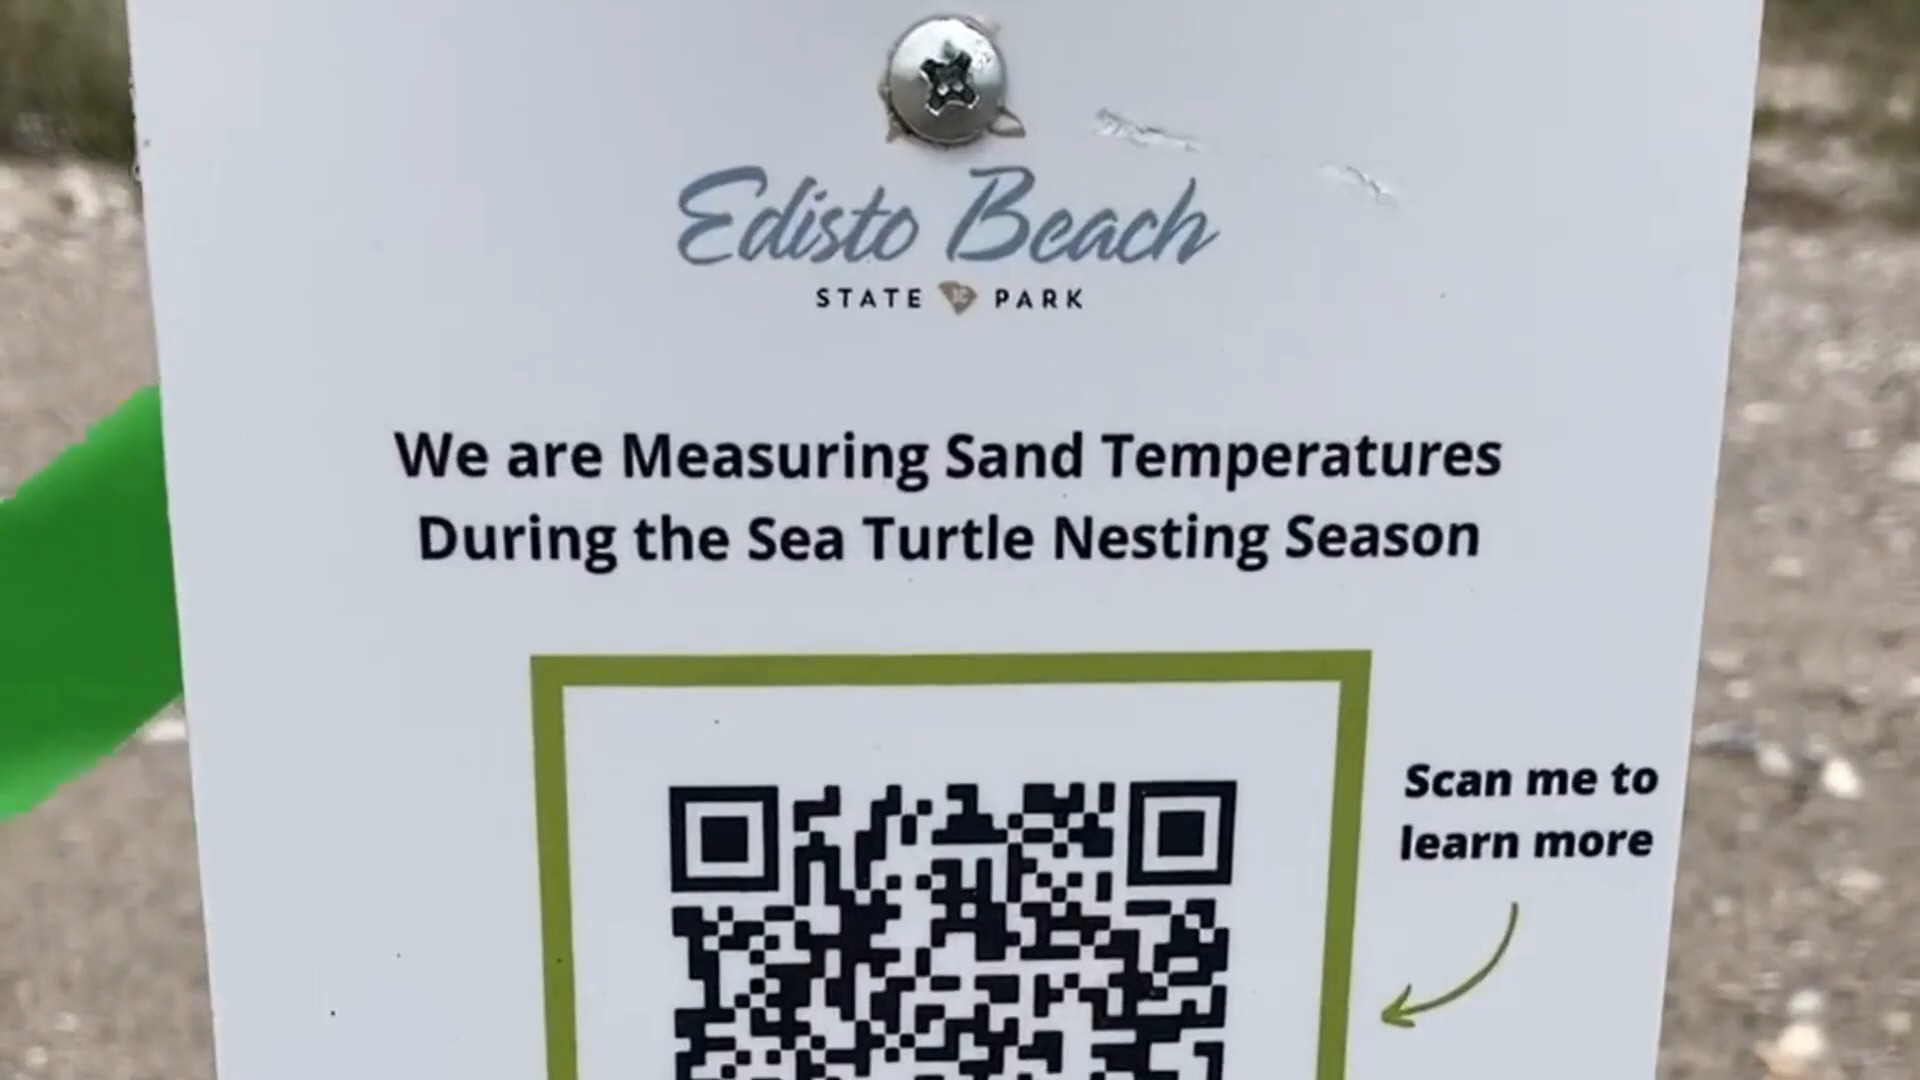 Edisto Beach
STATE SC PARK
We are Measuring Sand Temperatures
During the Sea Turtle Nesting Season
Scan me to
learn more